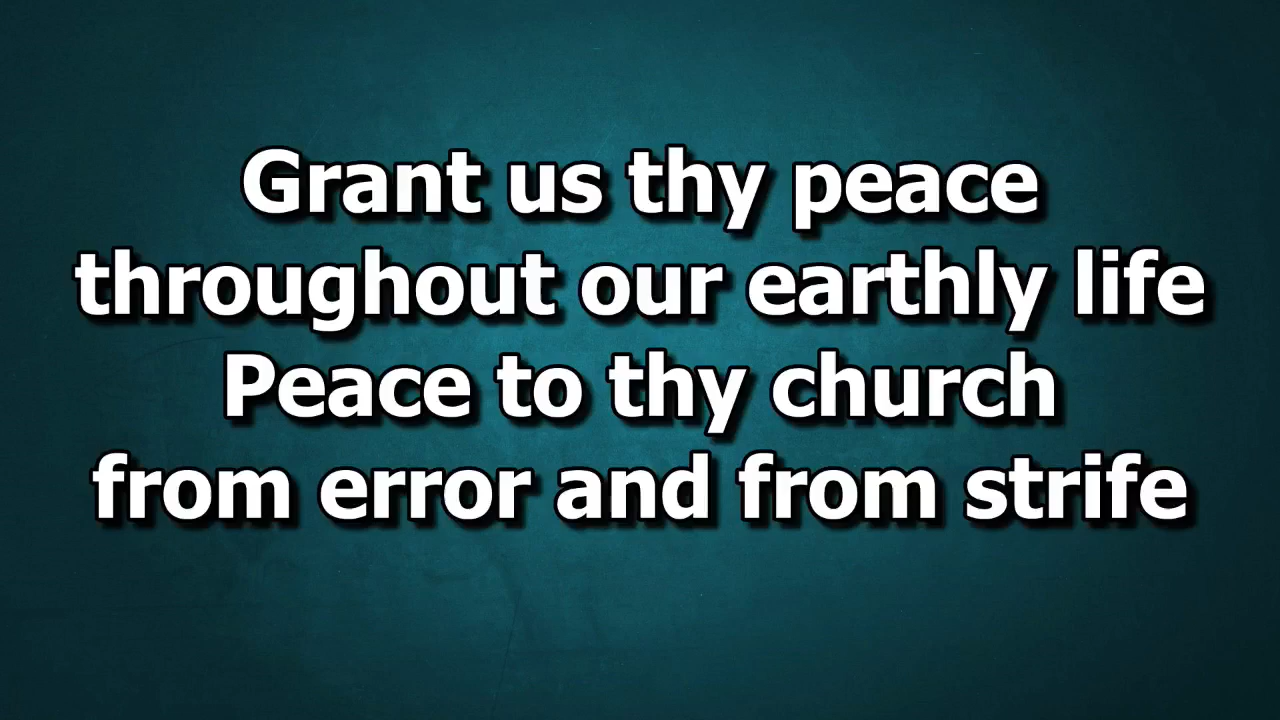 Grant us thy peace
throughout our earthly life
Peace to thy church
from error and from strife